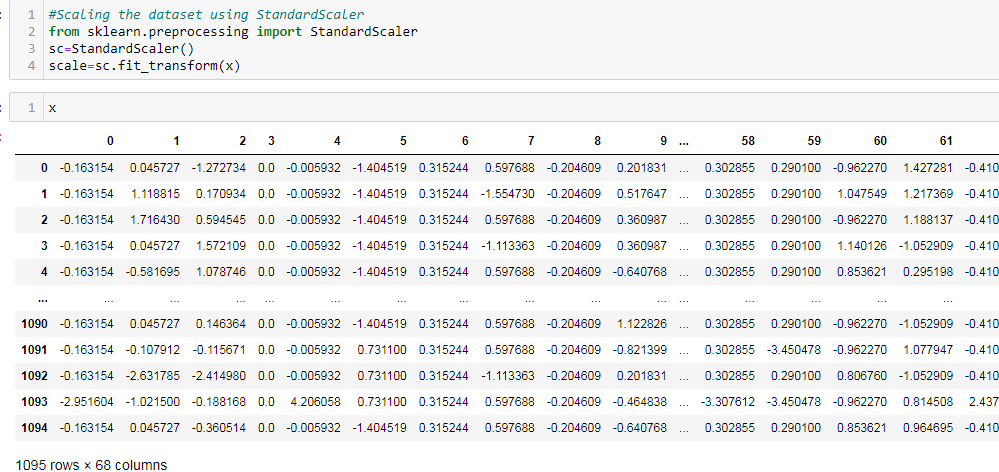 1 #Scaling the dataset using StandardScaler
2 from sklearn.preprocessing import StandardScaler
3 sc=StandardScaler()
4 scale=sc.fit_transform(x)
1 x
0 1 2 3 4 5 6 7 8 9 ... 58 59 60 61
0 -0.163154 0.045727 -1.272734 0.0 -0.005932 -1.404519 0.315244 0.597688 -0.204609 0.201831 ... 0.302855 0.290100 -0.962270 1.427281 -0.410
1 -0.163154 1.118815 0.170934 0.0 -0.005932 -1.404519 0.315244 -1.554730 -0.204609 0.517647 ... 0.302855 0.290100 1.047549 1.217369 -0.410
2 -0.163154 1.716430 0.594545 0.0 -0.005932 -1.404519 0.315244 0.597688 -0.204609 0.360987 ... 0.302855 0.290100 -0.962270 1.188137 -0.410
3 -0.163154 0.045727 1.572109 0.0 -0.005932 -1.404519 0.315244 -1.113363 -0.204609 0.360987 ... 0.302855 0.290100 1.140126 -1.052909 -0.410
4 -0.163154 -0.581695 1.078746 0.0 -0.005932 -1.404519 0.315244 0.597688 -0.204609 -0.640768 ... 0.302855 0.290100 0.853621 0.295198 -0.410
... ... ... ... ... ... ... ... ... ... ... ... ... ... ... ...
1090 -0.163154 0.045727 0.146364 0.0 -0.005932 -1.404519 0.315244 0.597688 -0.204609 1.122826 ... 0.302855 0.290100 -0.962270 -1.052909 -0.410
1091 -0.163154 -0.107912 -0.115671 0.0 -0.005932 0.731100 0.315244 0.597688 -0.204609 -0.821399 ... 0.302855 -3.450478 -0.962270 1.077947 -0.410
1092 -0.163154 -2.631785 -2.414980 0.0 -0.005932 0.731100 0.315244 -1.113363 -0.204609 0.201831 ... 0.302855 0.290100 0.806760 -1.052909 -0.410
1093 -2.951604 -1.021500 -0.188168 0.0 4.206058 0.731100 0.315244 0.597688 -0.204609 -0.464838 ... -3.307612 -3.450478 -0.962270 0.814508 2.437
1094 -0.163154 0.045727 -0.360514 0.0 -0.005932 -1.404519 0.315244 0.597688 -0.204609 -0.640768 ... 0.302855 0.290100 0.853621 0.964695 -0.410
1095 rows × 68 columns